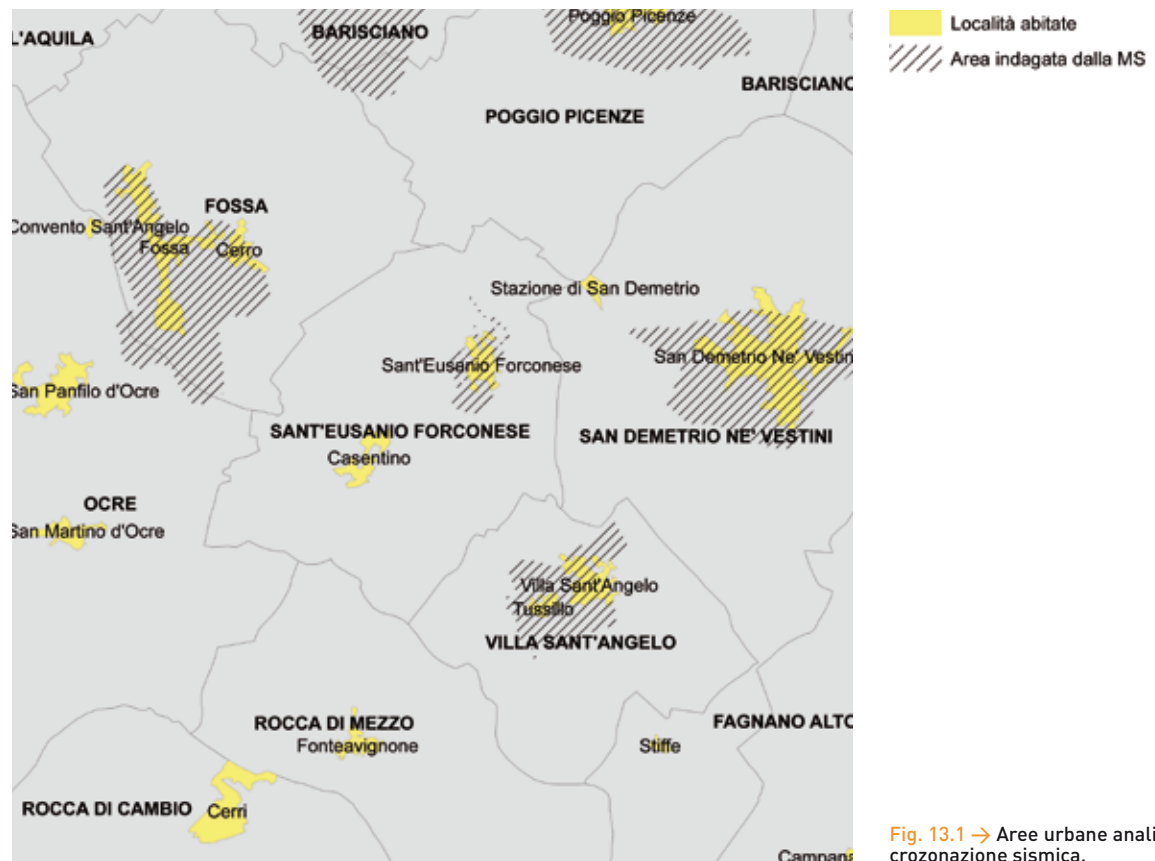 Poggio Picenze
L'AQUILA
BARISCIANO
BARISCIANO
POGGIO PICENZE
FOSSA
Convento Sant'Angelo
Fossa
Cerro
Stazione di San Demetrio
Sant'Eusanio Forconese
San Demetrio Ne' Vestin
San Panfilo d'Ocre
SANT'EUSANIO FORCONESE
SAN DEMETRIO NE' VESTINI
Casentino
OCRE
San Martino d'Ocre
Villa Sant'Angelo
Tussillo
VILLA SANT'ANGELO
ROCCA DI MEZZO
Fonteavignone
FAGNANO ALTO
Stiffe
ROCCA DI CAMBIO
Cerri
Campana
Località abitate
Area indagata dalla MS
Fig. 13.1 → Aree urbane anali
crozonazione sismica.